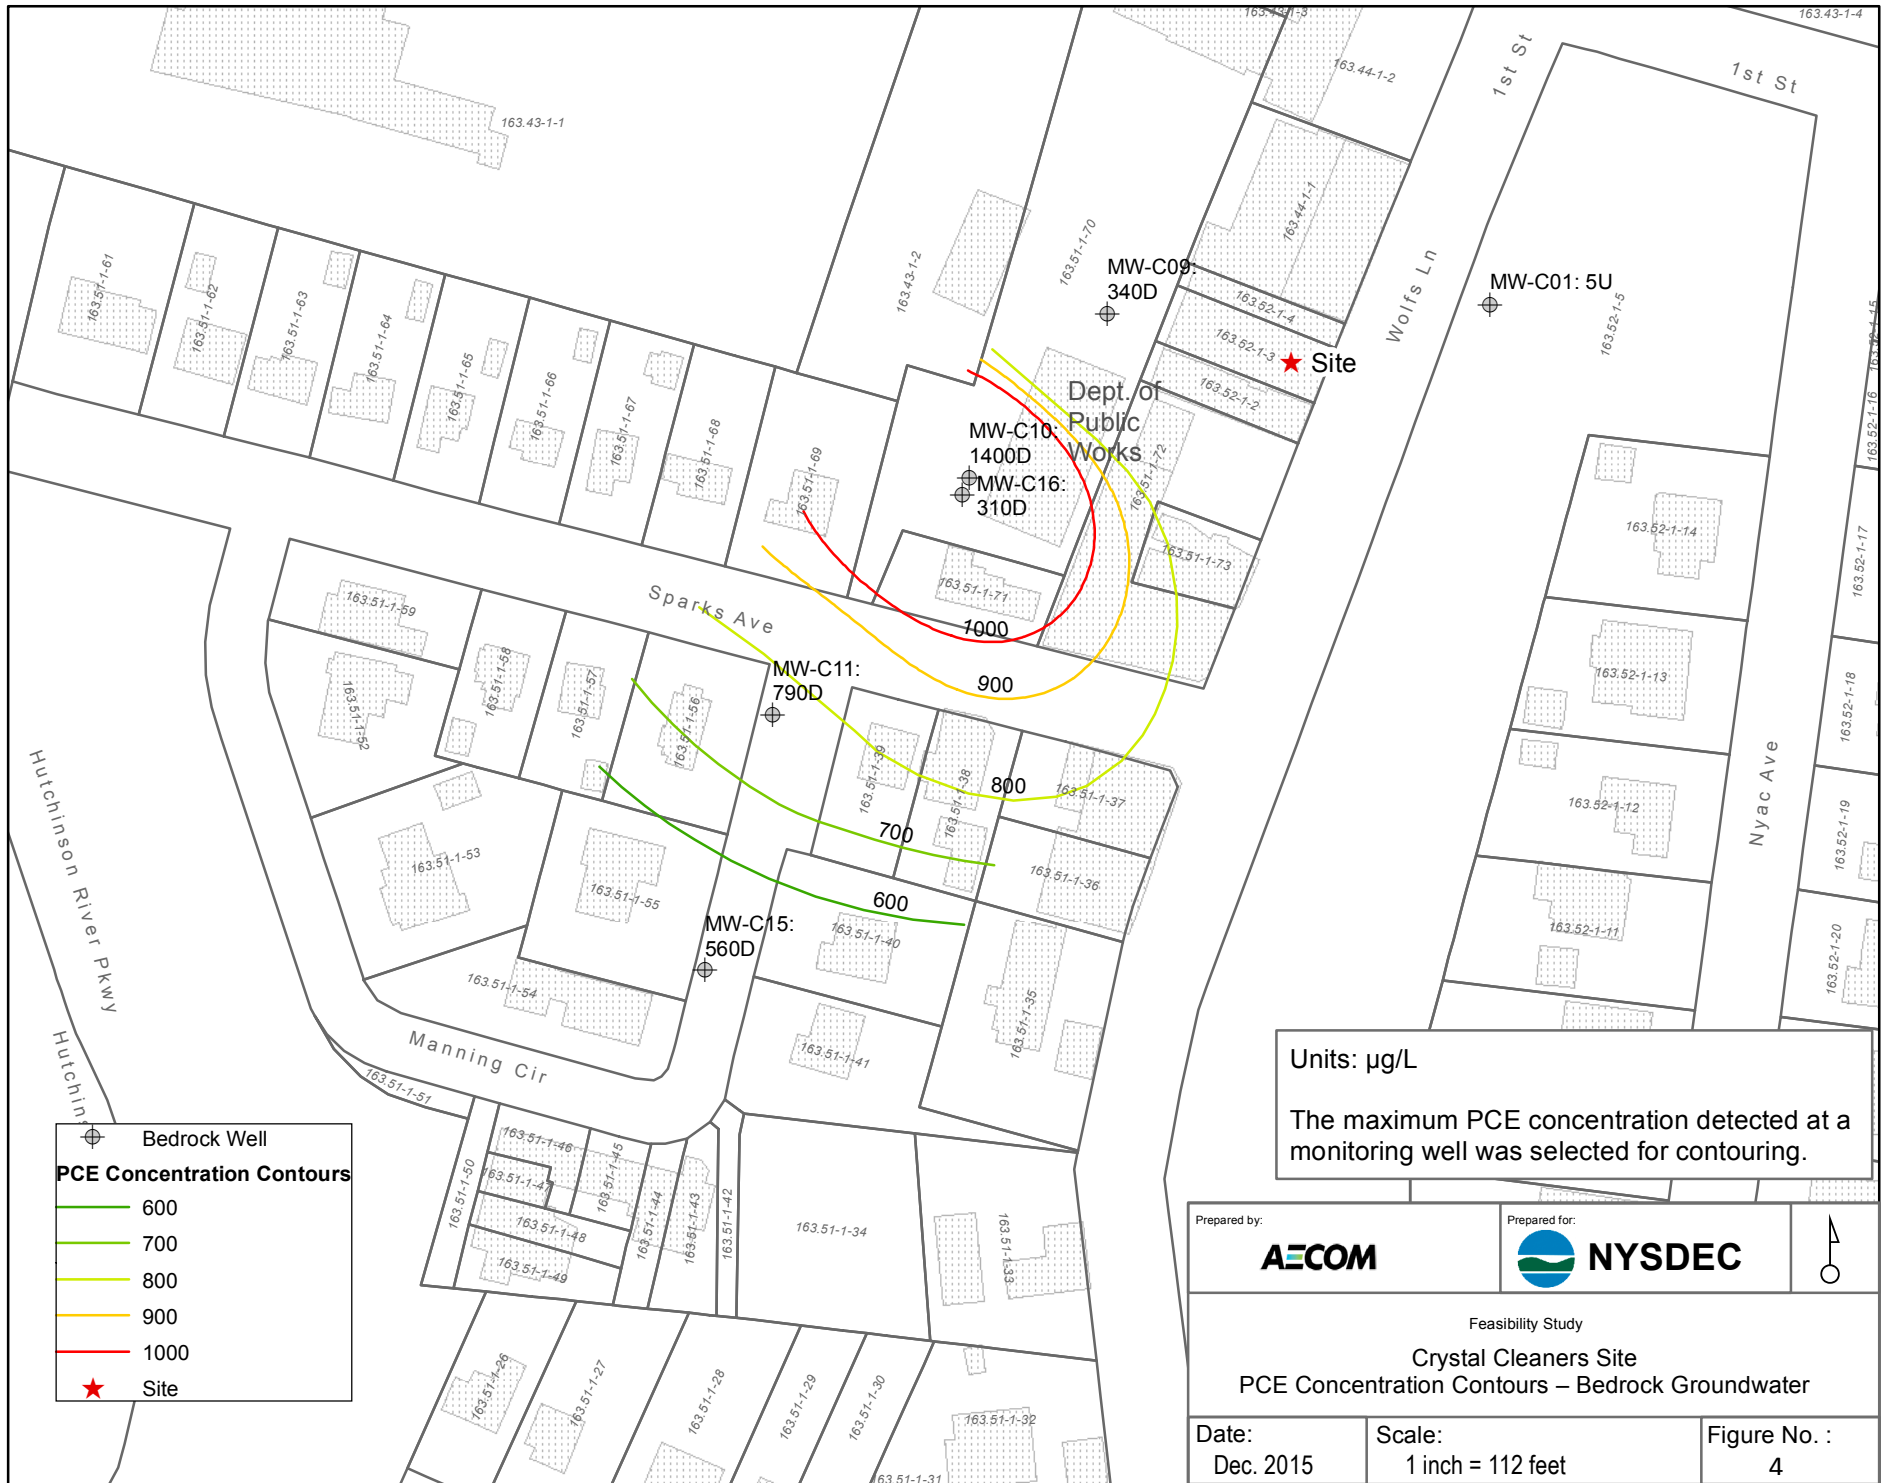 163.43-1-3
163.43-1-4
163.44-1-2
1st St
1st St
163.43-1-1
163.44-1-1
163.51-1-70
163.43-1-2
Wolfs Ln
MW-C09:
340D
MW-C01: 5U
163.52-1-5
163.52-1-15
163.52-1-4
163.52-1-3
Site
163.52-1-2
163.51-1-61
163.51-1-62
163.51-1-63
163.51-1-64
163.51-1-65
163.51-1-66
163.51-1-67
163.51-1-68
163.51-1-69
Dept. of
Public
Works
MW-C10:
1400D
MW-C16:
310D
163.51-1-72
163.51-1-73
163.51-1-71
163.52-1-16
163.52-1-14
163.52-1-17
Sparks Ave
1000
900
800
700
600
163.51-1-59
163.51-1-58
163.51-1-57
163.51-1-56
163.51-1-52
MW-C11:
790D
163.51-1-39
163.51-1-38
163.51-1-37
163.51-1-36
163.52-1-13
163.52-1-18
Nyac Ave
163.52-1-12
163.52-1-19
163.52-1-11
163.52-1-20
Hutchinson River Pkwy
163.51-1-53
163.51-1-55
163.51-1-54
MW-C15:
560D
163.51-1-40
163.51-1-35
163.51-1-41
Manning Cir
163.51-1-51
Hutchins
163.51-1-50
163.51-1-46
163.51-1-47
163.51-1-45
163.51-1-48
163.51-1-49
163.51-1-44
163.51-1-43
163.51-1-42
163.51-1-34
163.51-1-33
163.51-1-26
163.51-1-27
163.51-1-28
163.51-1-29
163.51-1-30
163.51-1-32
163.51-1-31
Bedrock Well
PCE Concentration Contours
600
700
800
900
1000
Site
Units: µg/L
The maximum PCE concentration detected at a
monitoring well was selected for contouring.
Prepared by:
AECOM
Prepared for:
NYSDEC
Feasibility Study
Crystal Cleaners Site
PCE Concentration Contours – Bedrock Groundwater
Date:
Dec. 2015
Scale:
1 inch = 112 feet
Figure No. :
4